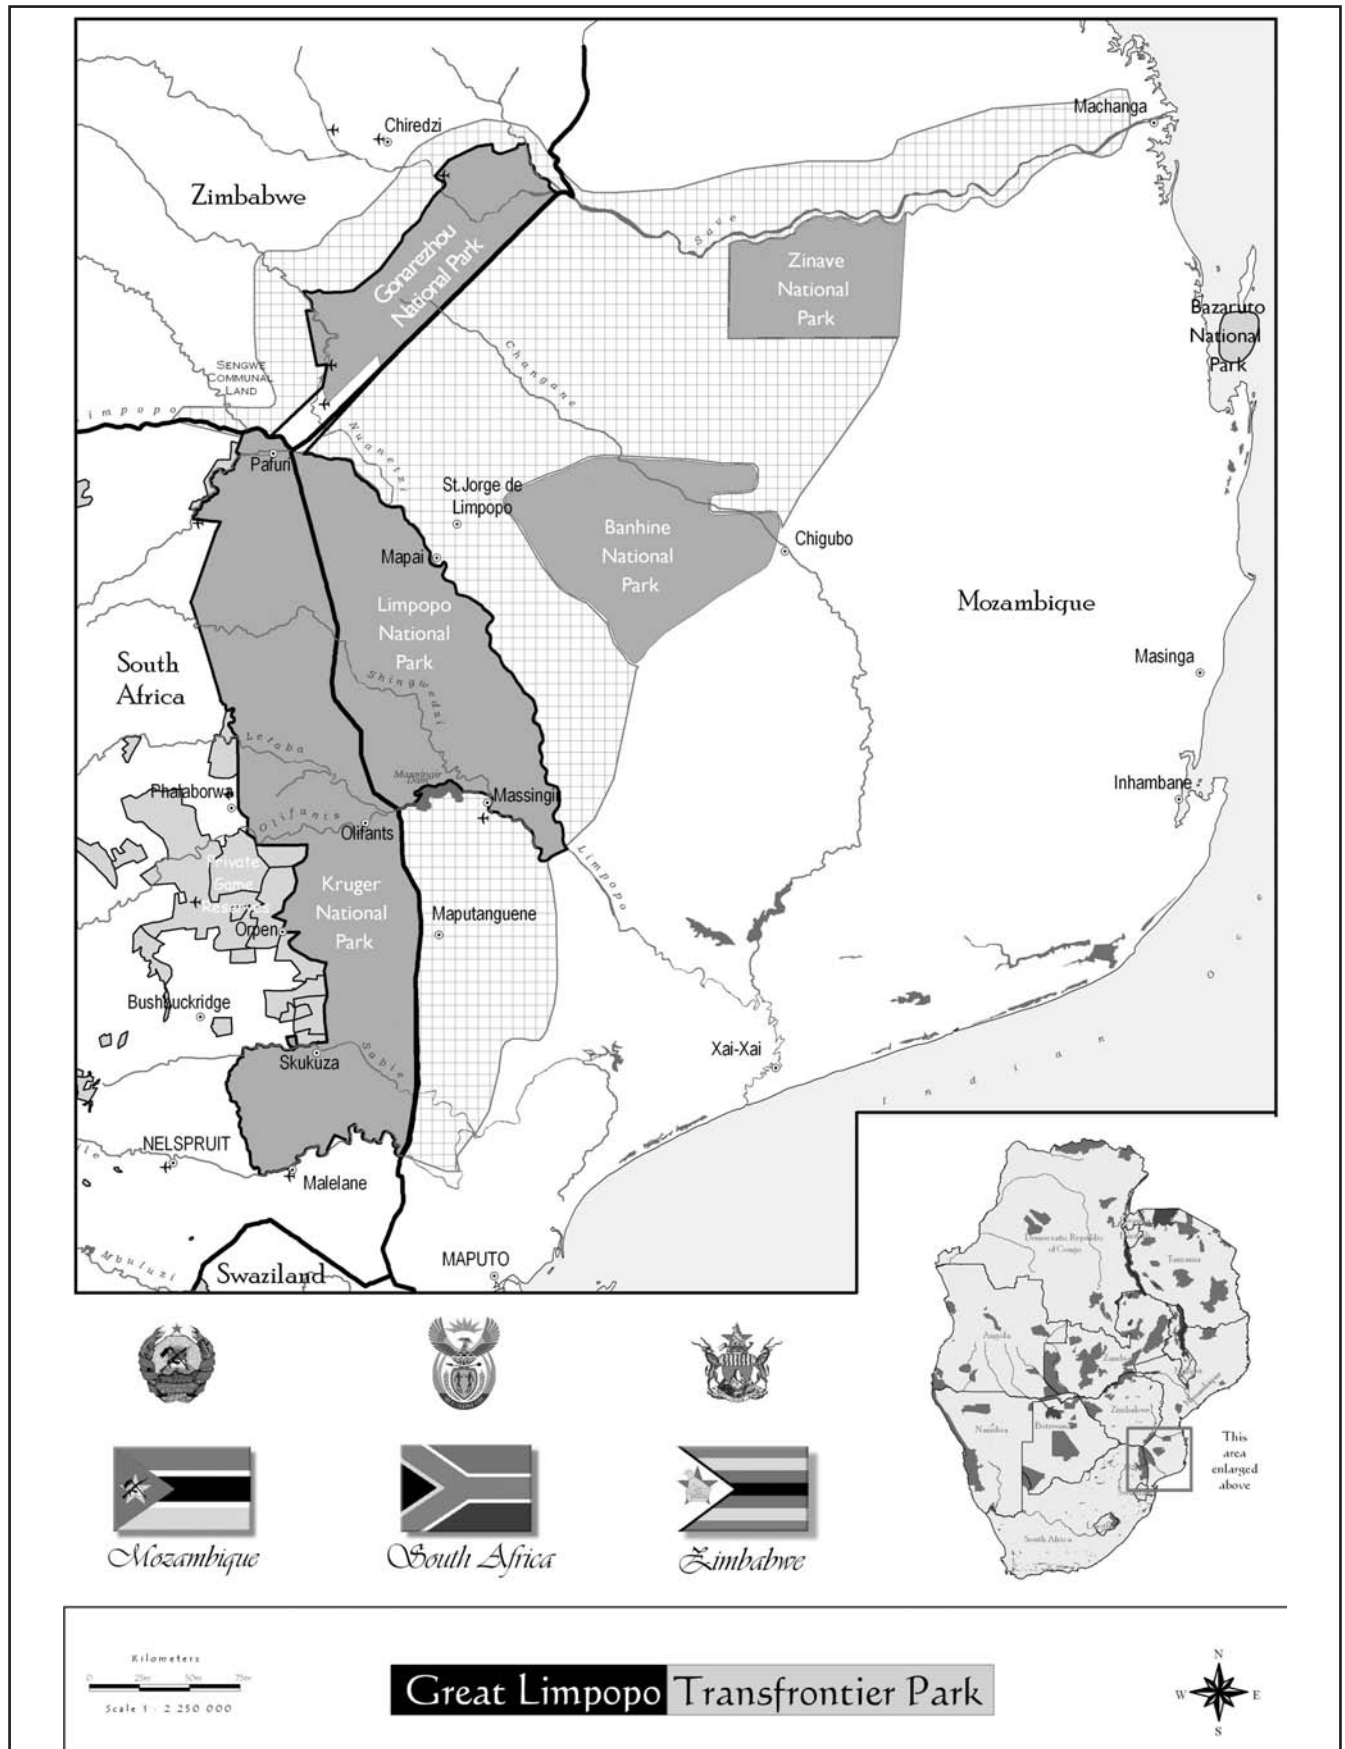 Machanga
Chiredzi
Zimbabwe
Save
Gonarezhou
National Park
Zinave
National
Park
Bazaruto
National
Park
Changane
SENGWE
COMMUNAL
LAND
impopo
Nuanetzi
Pafuri
St.Jorge de
Limpopo
Banhine
National
Park
Chigubo
Mapai
Limpopo
National
Park
Mozambique
South
Africa
Masinga
Shingwedzi
Letaba
Massingir
Dam
Inhambane
Phalaborwa
Massingir
Olifants
Olifants
Limpopo
Private
Game
Reserves
Kruger
National
Park
Maputanguene
Orpen
Bushbuckridge
Xai-Xai
Skukuza
Sabie
Indian
O c
NELSPRUIT
Malelane
Mbuluzi
Swaziland
MAPUTO
Democratic Republic
of Congo
Tanzania
Angola
Zambia
Mozambique
Zimbabwe
Namibia
Botswana
South Africa
This
area
enlarged
above
Mozambique
South Africa
Zimbabwe
Kilometers
Scale 1 : 2 250 000
Great Limpopo Transfrontier Park
N
W E
S